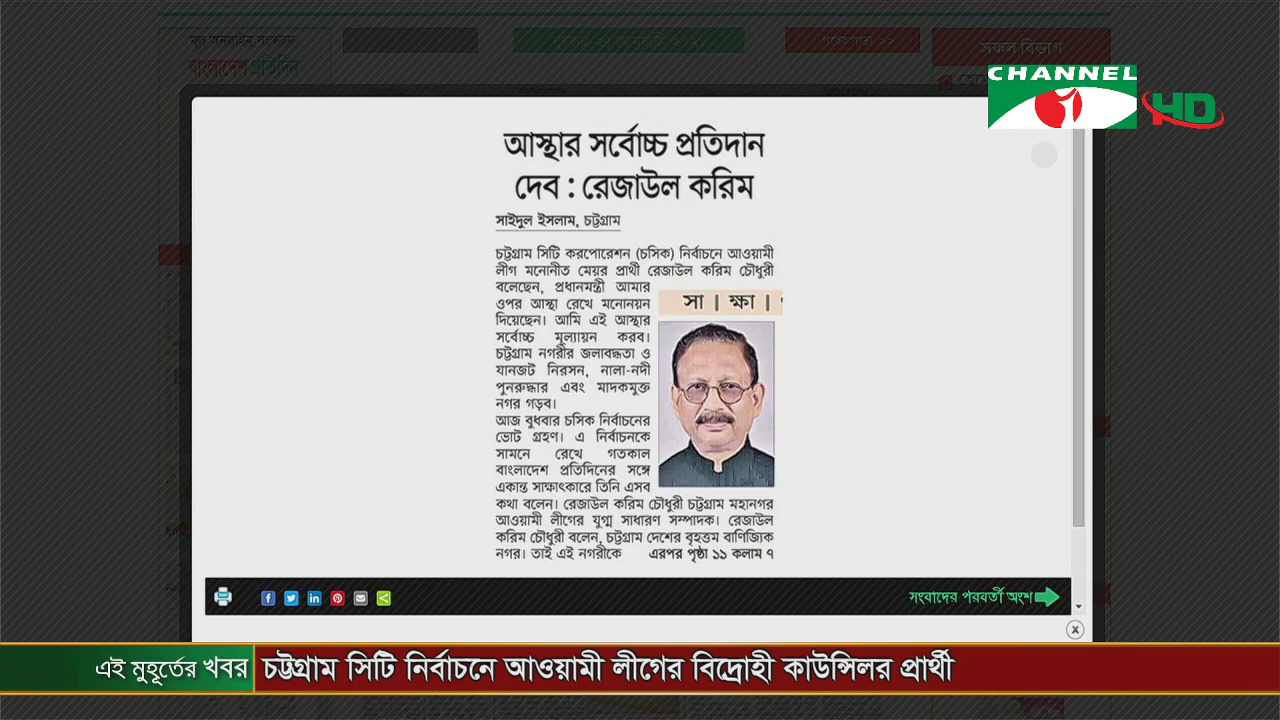 মূল অনলাইন সংস্করণ
সকল বিভাগ
বাংলাদেশ প্রতিদিন
CHANNEL
HD
আস্থার সর্বোচ্চ প্রতিদান
দেব : রেজাউল করিম
সাইদুল ইসলাম, চট্টগ্রাম
চট্টগ্রাম সিটি করপোরেশন (চসিক) নির্বাচনে আওয়ামী
লীগ মনোনীত মেয়র প্রার্থী রেজাউল করিম চৌধুরী
বলেছেন, প্রধানমন্ত্রী আমার
ওপর আস্থা রেখে মনোনয়ন
দিয়েছেন। আমি এই আস্থার
সর্বোচ্চ মূল্যায়ন করব।
চট্টগ্রাম নগরীর জলাবদ্ধতা ও
যানজট নিরসন, নালা-নদী
পুনরুদ্ধার এবং মাদকমুক্ত
নগর গড়ব।
আজ বুধবার চসিক নির্বাচনের
ভোট গ্রহণ। এ নির্বাচনকে
সামনে রেখে গতকাল
বাংলাদেশ প্রতিদিনের সঙ্গে
একান্ত সাক্ষাৎকারে তিনি এসব
সা | ক্ষা |
কথা বলেন। রেজাউল করিম চৌধুরী চট্টগ্রাম মহানগর
আওয়ামী লীগের যুগ্ম সাধারণ সম্পাদক। রেজাউল
করিম চৌধুরী বলেন, চট্টগ্রাম দেশের বৃহত্তম বাণিজ্যিক
নগর। তাই এই নগরীকে এরপর পৃষ্ঠা ১১ কলাম ৭
সংবাদের পরবর্তী অংশ
x
এই মুহূর্তের খবর
চট্টগ্রাম সিটি নির্বাচনে আওয়ামী লীগের বিদ্রোহী কাউন্সিলর প্রার্থী